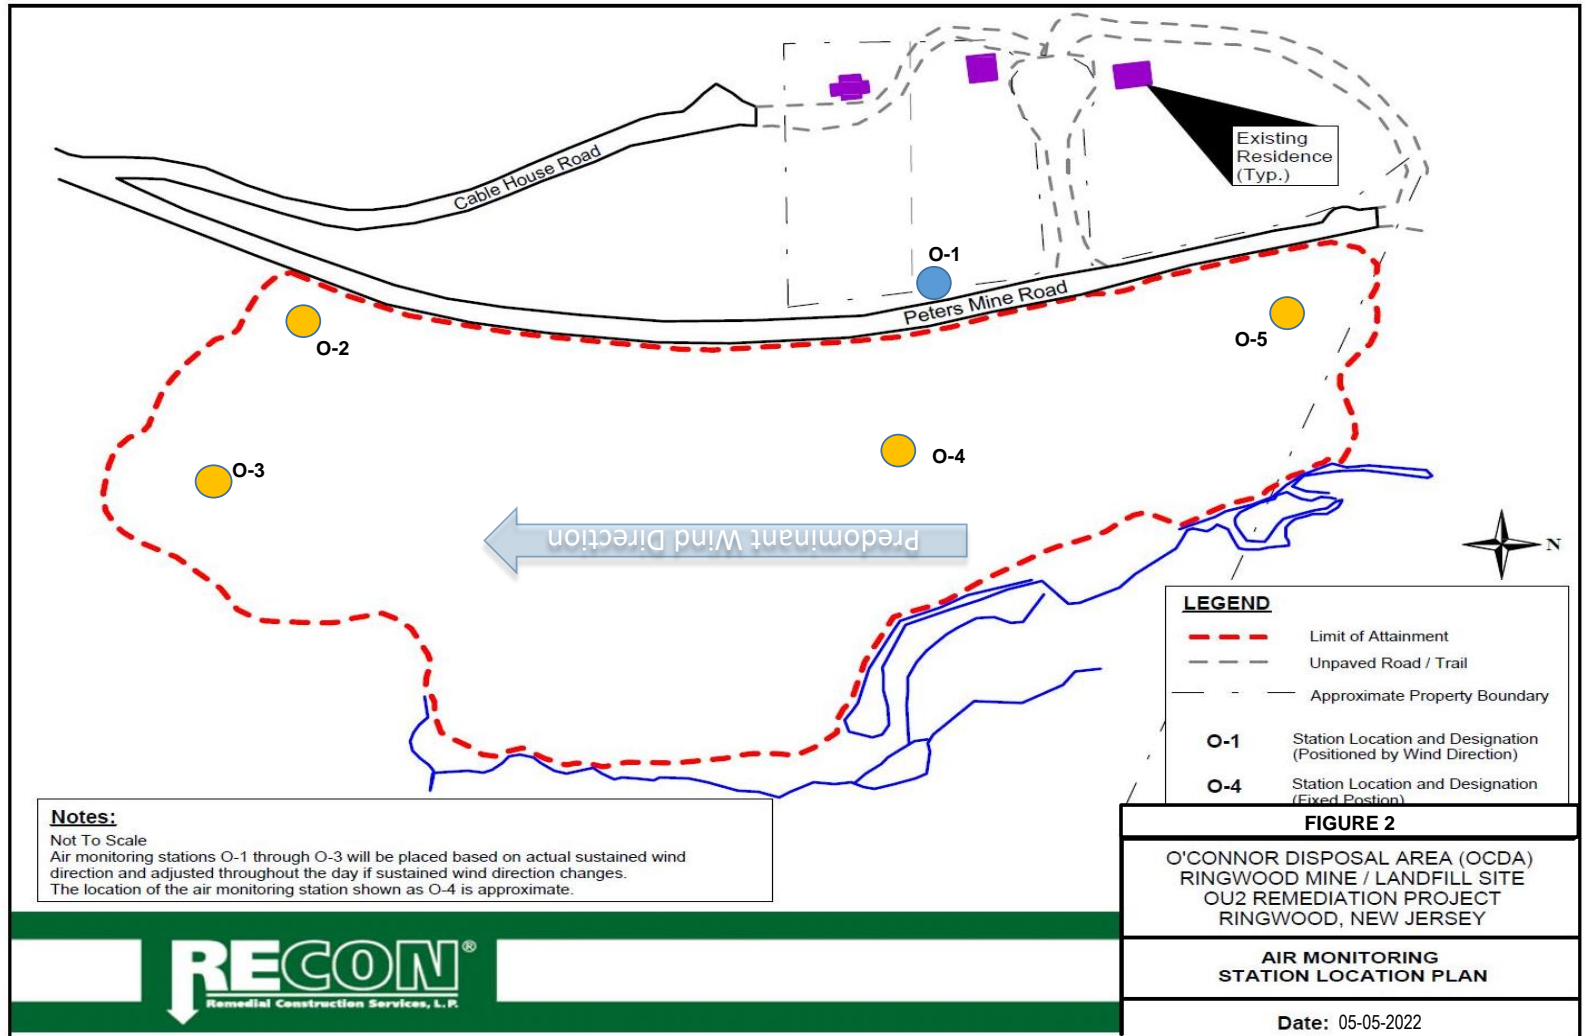 Existing
Residence
(Typ.)
Cable House Road
O-1
Peters Mine Road
O-2
O-5
O-3
O-4
Predominant Wind Direction
N
LEGEND
Limit of Attainment
Unpaved Road / Trail
Approximate Property Boundary
O-1
Station Location and Designation
(Positioned by Wind Direction)
O-4
Station Location and Designation
(Fixed Postion)
Notes:
Not To Scale
Air monitoring stations O-1 through O-3 will be placed based on actual sustained wind
direction and adjusted throughout the day if sustained wind direction changes.
The location of the air monitoring station shown as O-4 is approximate.
FIGURE 2
O'CONNOR DISPOSAL AREA (OCDA)
RINGWOOD MINE / LANDFILL SITE
OU2 REMEDIATION PROJECT
RINGWOOD, NEW JERSEY
AIR MONITORING
STATION LOCATION PLAN
Date: 05-05-2022
RECON®
Remedial Construction Services, L.P.